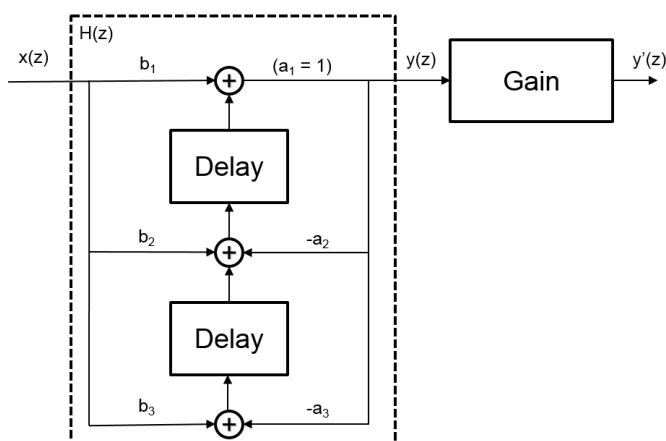 H(z)
x(z)
b₁
+
(a₁ = 1)
y(z)
Gain
y'(z)
Delay
b₂
+
-a₂
Delay
b₃
+
-a₃